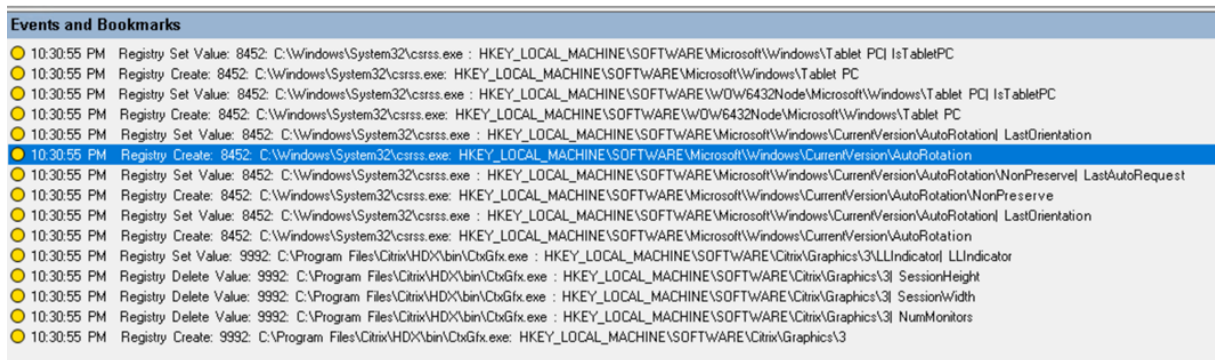 Events and Bookmarks
10:30:55 PM Registry Set Value: 8452: C:\Windows\System32\csrss.exe : HKEY_LOCAL_MACHINE\SOFTWARE\Microsoft\Windows\Tablet PC| IsTabletPC
10:30:55 PM Registry Create: 8452: C:\Windows\System32\csrss.exe: HKEY_LOCAL_MACHINE\SOFTWARE\Microsoft\Windows\Tablet PC
10:30:55 PM Registry Set Value: 8452: C:\Windows\System32\csrss.exe : HKEY_LOCAL_MACHINE\SOFTWARE\WOW6432Node\Microsoft\Windows\Tablet PC| IsTabletPC
10:30:55 PM Registry Create: 8452: C:\Windows\System32\csrss.exe: HKEY_LOCAL_MACHINE\SOFTWARE\WOW6432Node\Microsoft\Windows\Tablet PC
10:30:55 PM Registry Set Value: 8452: C:\Windows\System32\csrss.exe : HKEY_LOCAL_MACHINE\SOFTWARE\Microsoft\Windows\CurrentVersion\AutoRotation| LastOrientation
10:30:55 PM Registry Create: 8452: C:\Windows\System32\csrss.exe: HKEY_LOCAL_MACHINE\SOFTWARE\Microsoft\Windows\CurrentVersion\AutoRotation
10:30:55 PM Registry Set Value: 8452: C:\Windows\System32\csrss.exe : HKEY_LOCAL_MACHINE\SOFTWARE\Microsoft\Windows\CurrentVersion\AutoRotation\NonPreserve| LastAutoRequest
10:30:55 PM Registry Create: 8452: C:\Windows\System32\csrss.exe: HKEY_LOCAL_MACHINE\SOFTWARE\Microsoft\Windows\CurrentVersion\AutoRotation\NonPreserve
10:30:55 PM Registry Set Value: 8452: C:\Windows\System32\csrss.exe : HKEY_LOCAL_MACHINE\SOFTWARE\Microsoft\Windows\CurrentVersion\AutoRotation| LastOrientation
10:30:55 PM Registry Create: 8452: C:\Windows\System32\csrss.exe: HKEY_LOCAL_MACHINE\SOFTWARE\Microsoft\Windows\CurrentVersion\AutoRotation
10:30:55 PM Registry Set Value: 9992: C:\Program Files\Citrix\HDX\bin\CtxGfx.exe : HKEY_LOCAL_MACHINE\SOFTWARE\Citrix\Graphics\3\LLIndicator| LLIndicator
10:30:55 PM Registry Delete Value: 9992: C:\Program Files\Citrix\HDX\bin\CtxGfx.exe : HKEY_LOCAL_MACHINE\SOFTWARE\Citrix\Graphics\3| SessionHeight
10:30:55 PM Registry Delete Value: 9992: C:\Program Files\Citrix\HDX\bin\CtxGfx.exe : HKEY_LOCAL_MACHINE\SOFTWARE\Citrix\Graphics\3| SessionWidth
10:30:55 PM Registry Delete Value: 9992: C:\Program Files\Citrix\HDX\bin\CtxGfx.exe : HKEY_LOCAL_MACHINE\SOFTWARE\Citrix\Graphics\3| NumMonitors
10:30:55 PM Registry Create: 9992: C:\Program Files\Citrix\HDX\bin\CtxGfx.exe: HKEY_LOCAL_MACHINE\SOFTWARE\Citrix\Graphics\3